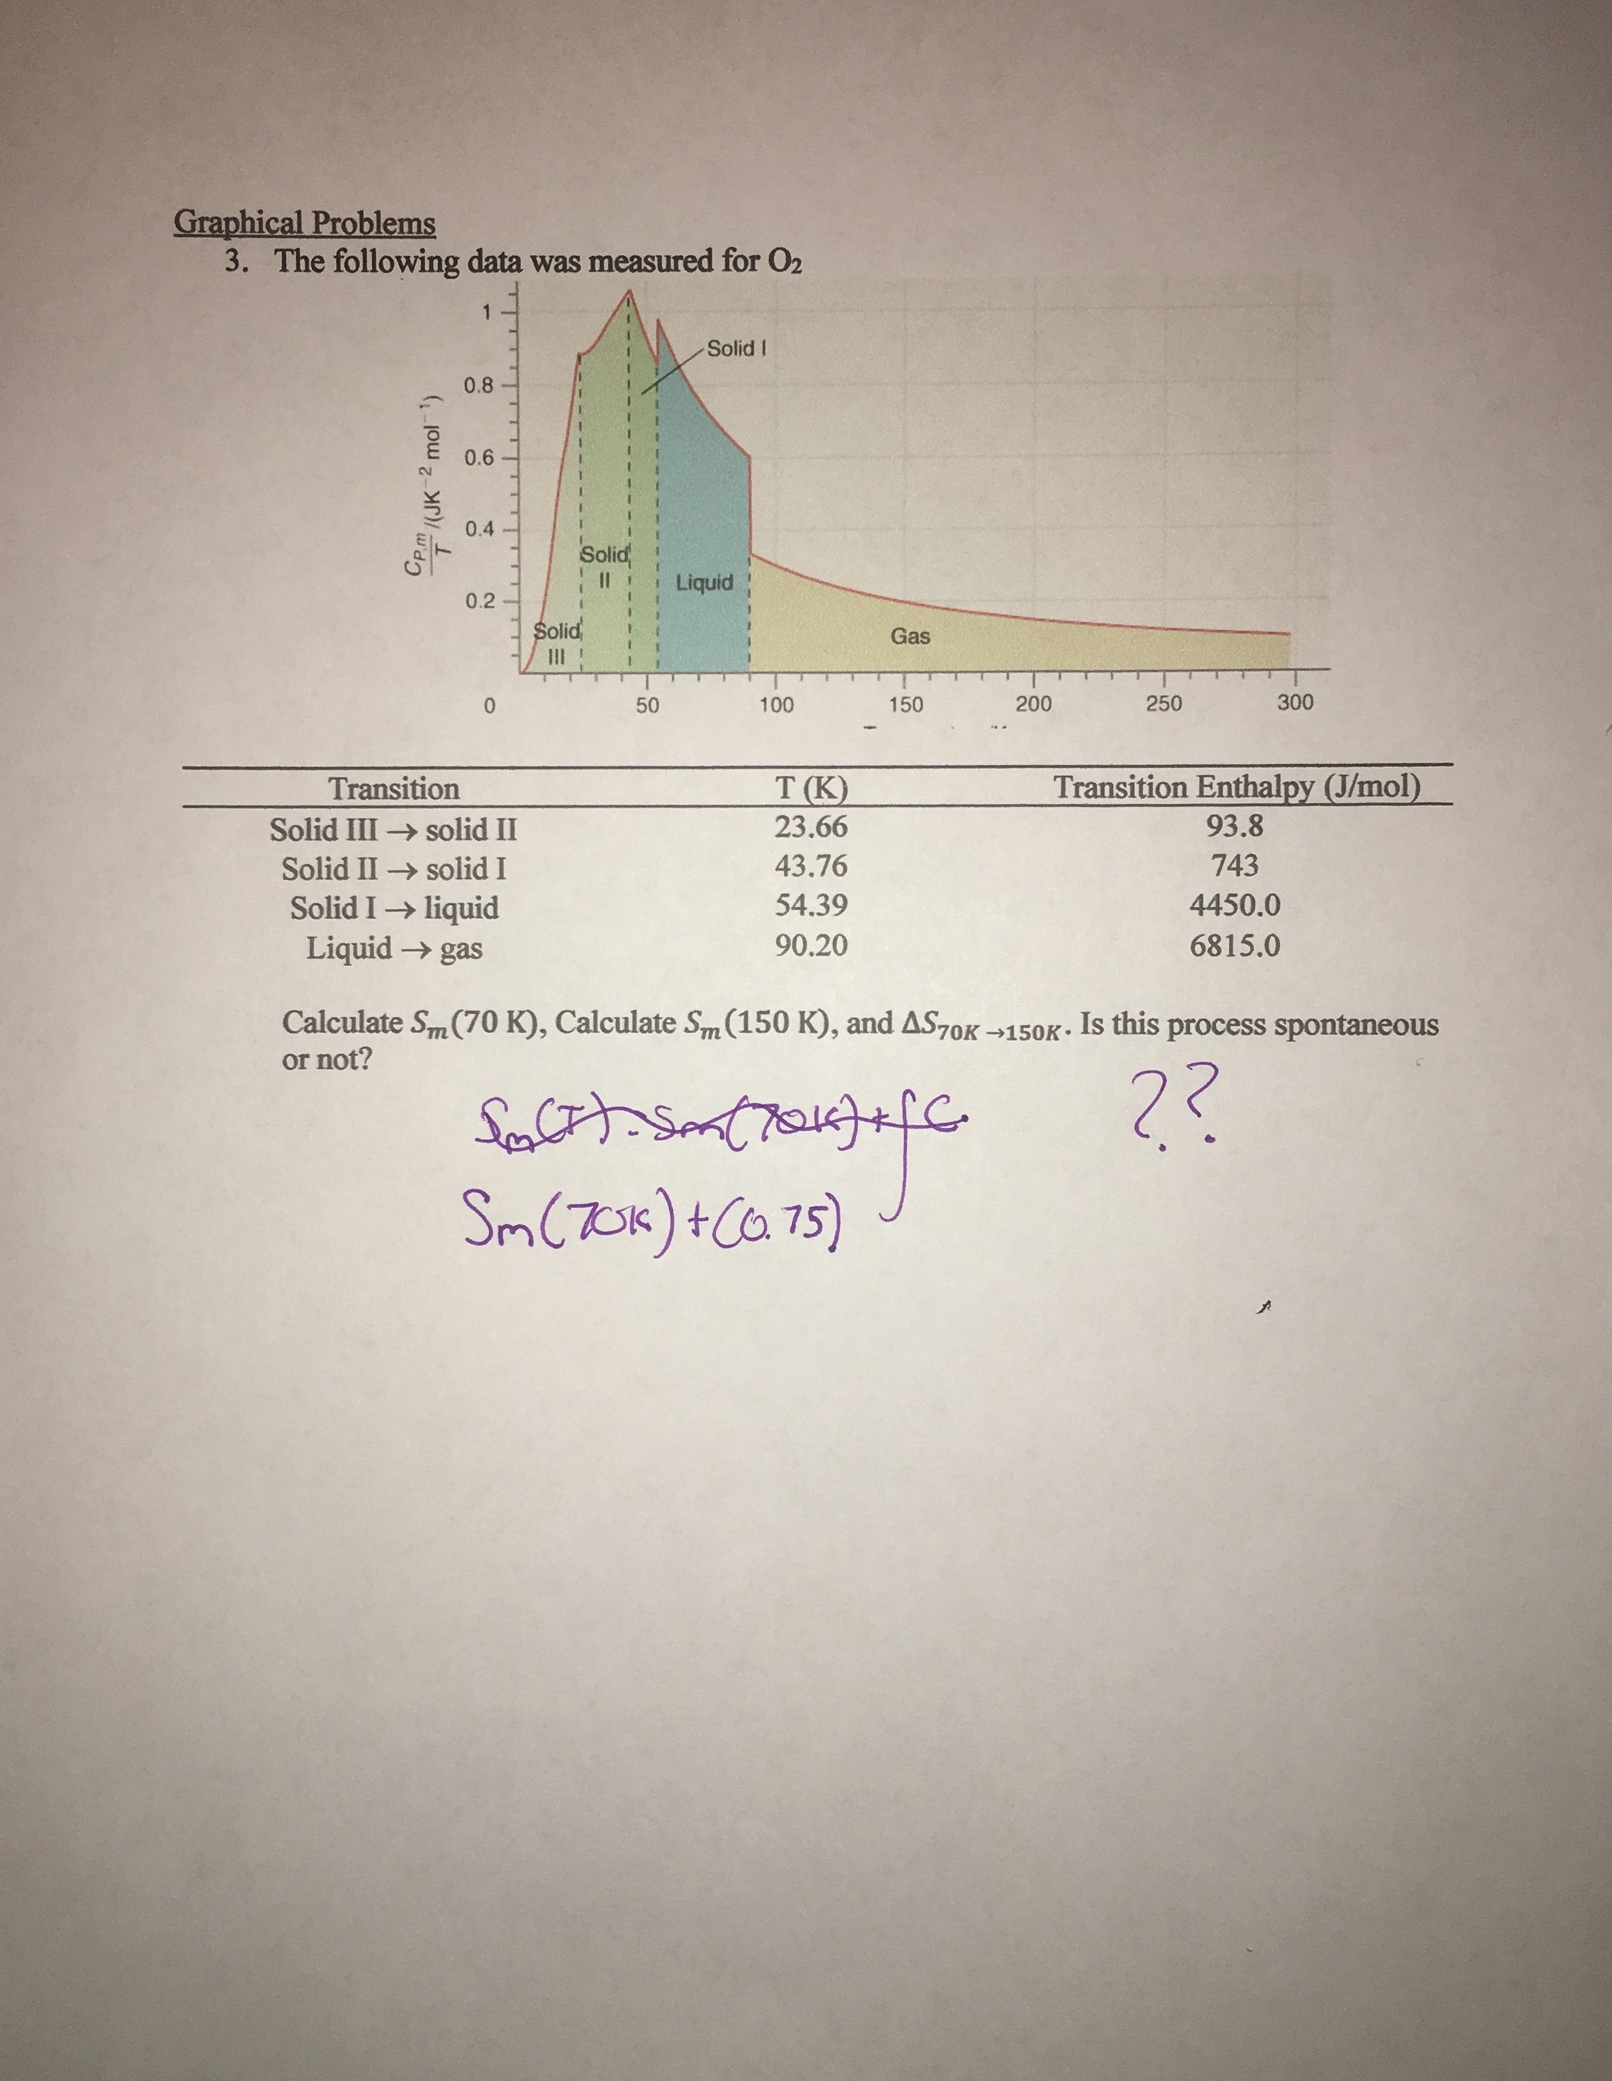 Graphical Problems
3. The following data was measured for O₂
1
0.8
0.6
0.4
0.2
C_P,m/T /(JK⁻² mol⁻¹)
Solid I
Solid II
Solid III
Liquid
Gas
0 50 100 150 200 250 300
Transition T (K) Transition Enthalpy (J/mol)
Solid III → solid II 23.66 93.8
Solid II → solid I 43.76 743
Solid I → liquid 54.39 4450.0
Liquid → gas 90.20 6815.0
Calculate Sₘ(70 K), Calculate Sₘ(150 K), and ΔS₇₀K→₁₅₀K. Is this process spontaneous
or not?
Sm(T) = Sm(70K) + ∫C ??
Sm(70K) + (0.75)